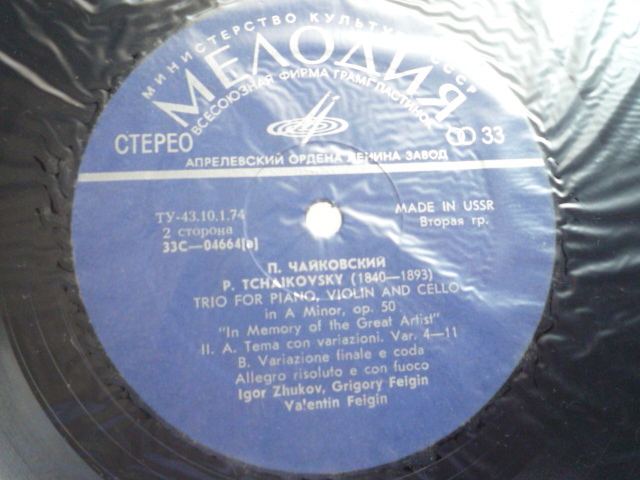 МИНИСТЕРСТВО КУЛЬТУРЫ СССР
МЕЛОДИЯ
ВСЕСОЮЗНАЯ ФИРМА ГРАМПЛАСТИНОК
СТЕРЕО
33
АПРЕЛЕВСКИЙ ОРДЕНА ЛЕНИНА ЗАВОД
ТУ-43.10.1.74
2 сторона
33С—04664[а]
MADE IN USSR
Вторая гр.
П. ЧАЙКОВСКИЙ
P. TCHAIKOVSKY (1840—1893)
TRIO FOR PIANO, VIOLIN AND CELLO
in A Minor, op. 50
"In Memory of the Great Artist"
II. A. Tema con variazioni. Var. 4—11
B. Variazione finale e coda
Allegro risoluto e con fuoco
Igor Zhukov, Grigory Feigin
Valentin Feigin